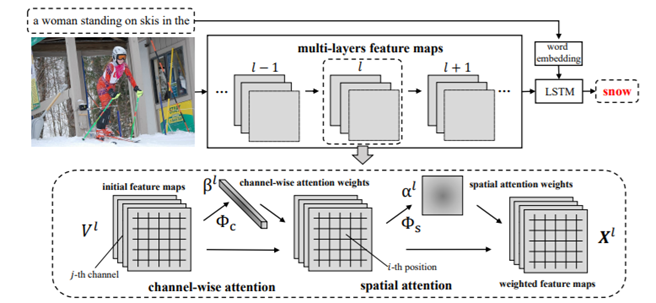 a woman standing on skis in the
word
embedding
multi-layers feature maps
l − 1
l
l + 1
...
...
LSTM
snow
initial feature maps
β^l
channel-wise attention weights
α^l
spatial attention weights
V^l
Φ_c
Φ_s
X^l
j-th channel
i-th position
channel-wise attention
spatial attention
weighted feature maps